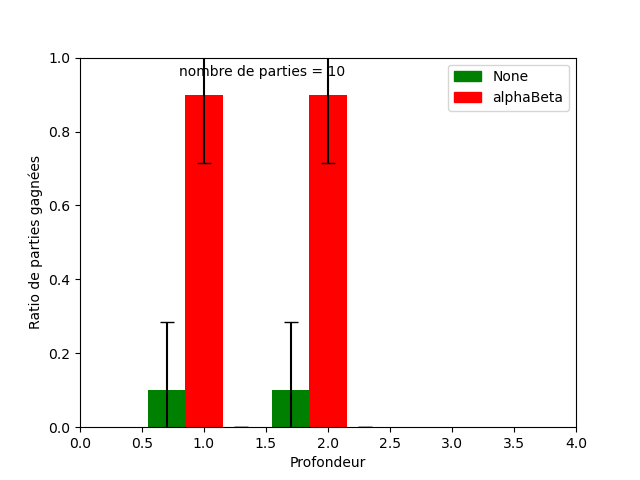 nombre de parties = 10
None
alphaBeta
Ratio de parties gagnées
1.0
0.8
0.6
0.4
0.2
0.0
0.0 0.5 1.0 1.5 2.0 2.5 3.0 3.5 4.0
Profondeur